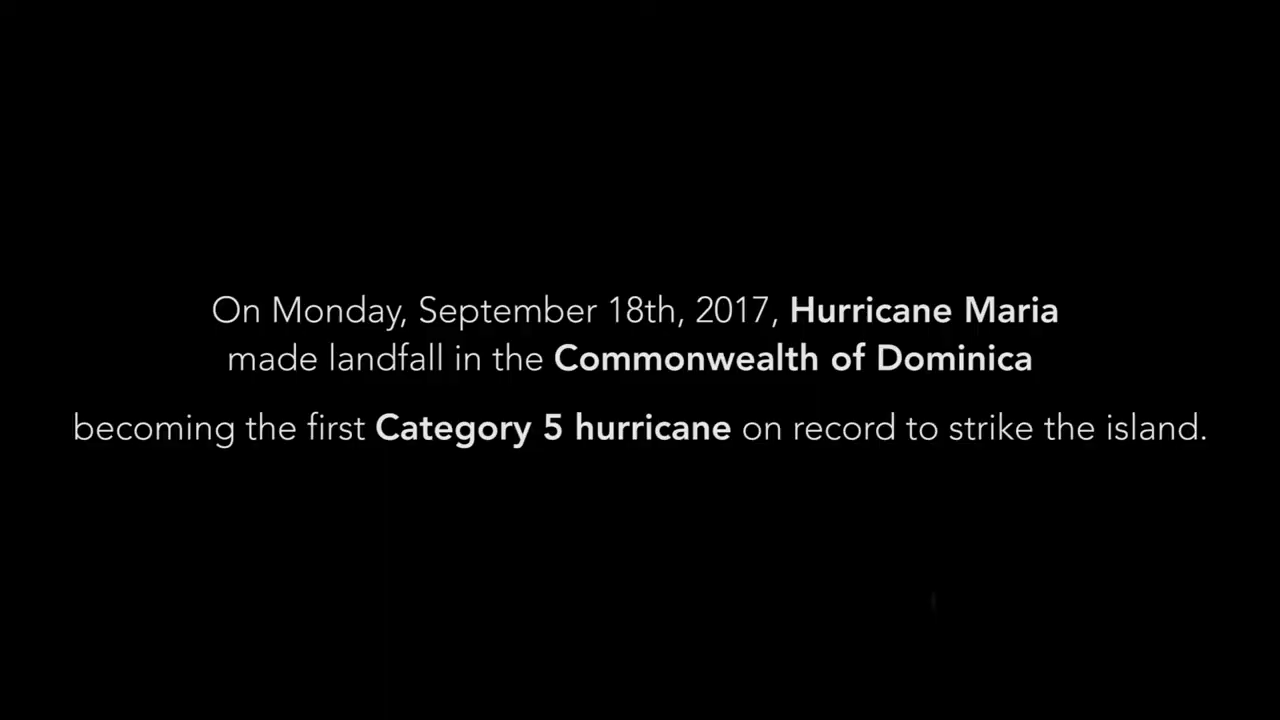 On Monday, September 18th, 2017, Hurricane Maria
made landfall in the Commonwealth of Dominica
becoming the first Category 5 hurricane on record to strike the island.